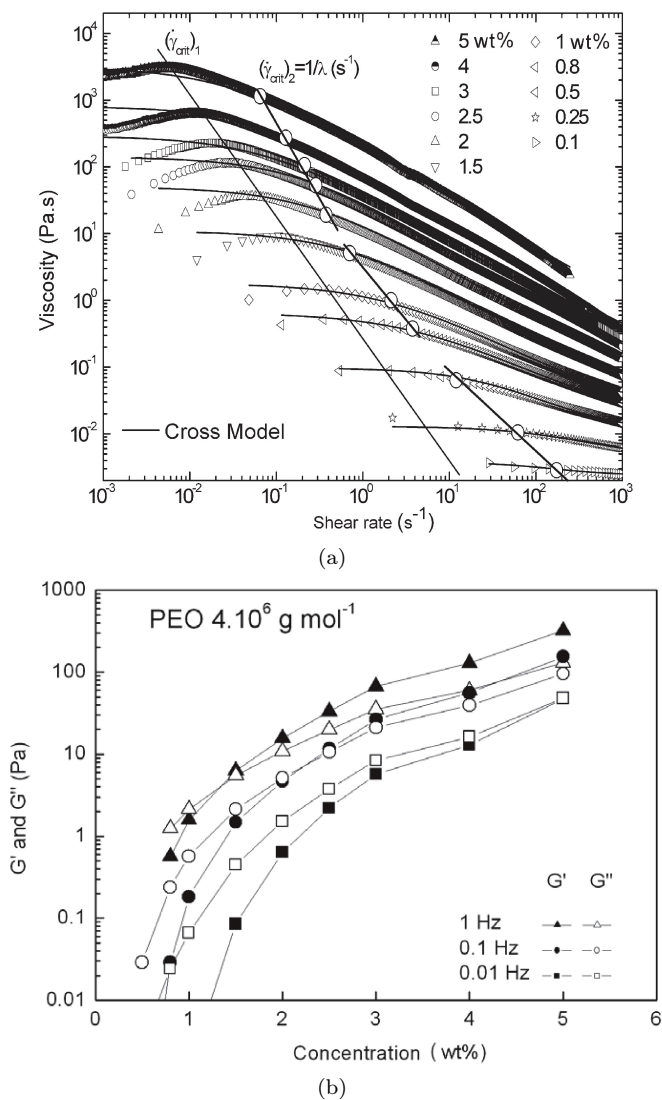 (γ̇crit)1
(γ̇crit)2=1/λ (s-1)
5 wt% 1 wt%
4 0.8
3 0.5
2.5 0.25
2 0.1
1.5
10^4
10^3
10^2
10^1
10^0
10^-1
10^-2
Viscosity (Pa.s)
Cross Model
10^-3 10^-2 10^-1 10^0 10^1 10^2 10^3
Shear rate (s-1)
(a)
PEO 4.10^6 g mol-1
1000
100
10
1
0.1
0.01
G' and G'' (Pa)
G' G''
1 Hz
0.1 Hz
0.01 Hz
0 1 2 3 4 5 6
Concentration (wt%)
(b)